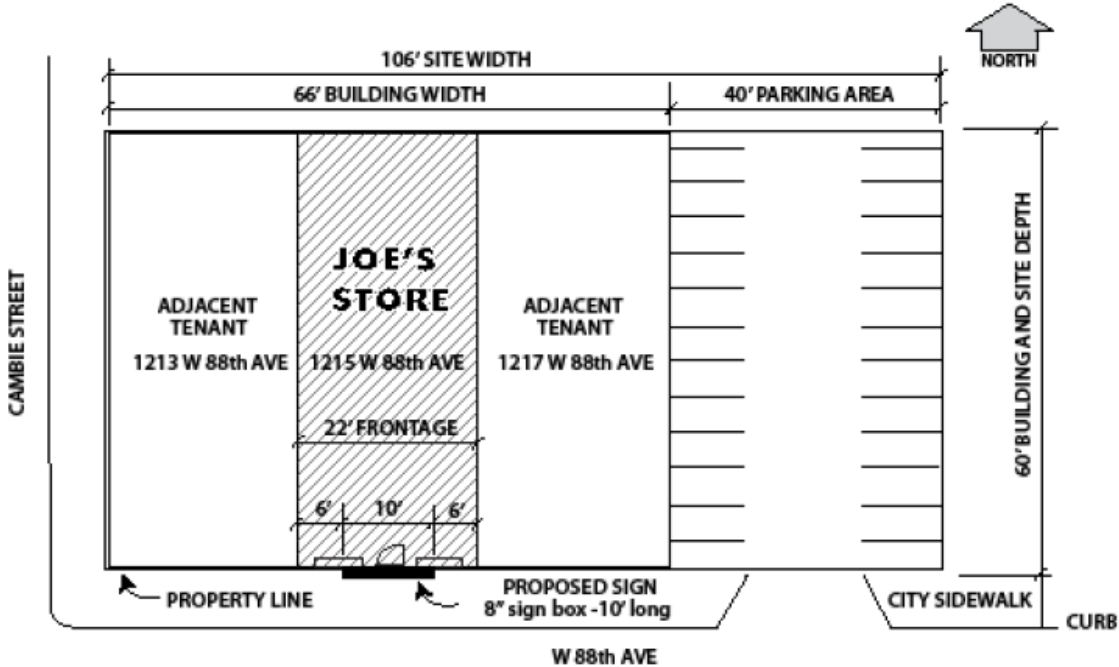 NORTH
106' SITE WIDTH
66' BUILDING WIDTH
40' PARKING AREA
CAMBIE STREET
JOE'S
STORE
ADJACENT
TENANT
1213 W 88th AVE
1215 W 88th AVE
ADJACENT
TENANT
1217 W 88th AVE
60' BUILDING AND SITE DEPTH
22' FRONTAGE
6'
10'
6'
PROPERTY LINE
PROPOSED SIGN
8" sign box -10' long
CITY SIDEWALK
CURB
W 88th AVE